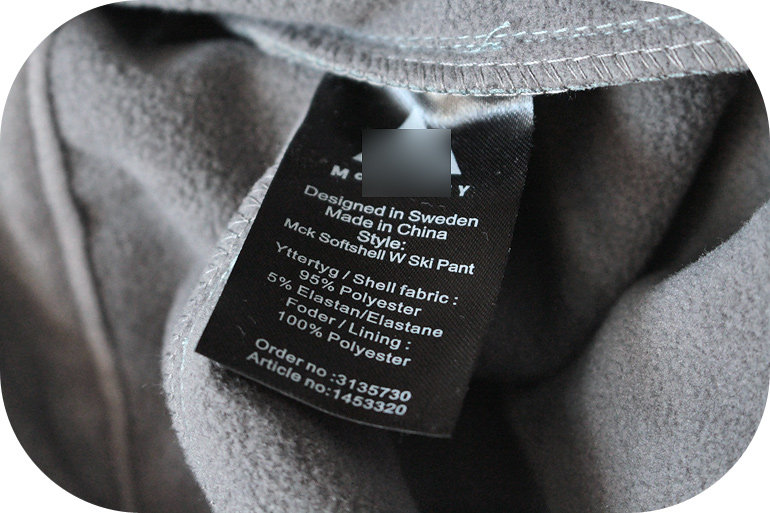 Designed in Sweden
Made in China
Style:
Mck Softshell W Ski Pant
Yttertyg / Shell fabric :
95% Polyester
5% Elastan/Elastane
Foder / Lining :
100% Polyester
Order no :3135730
Article no:1453320